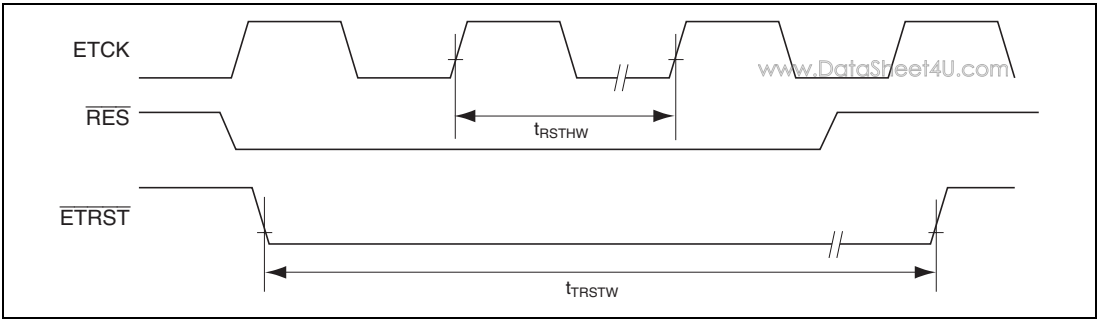 ETCK
www.DataSheet4U.com
RES
tRSTHW
ETRST
tTRSTW